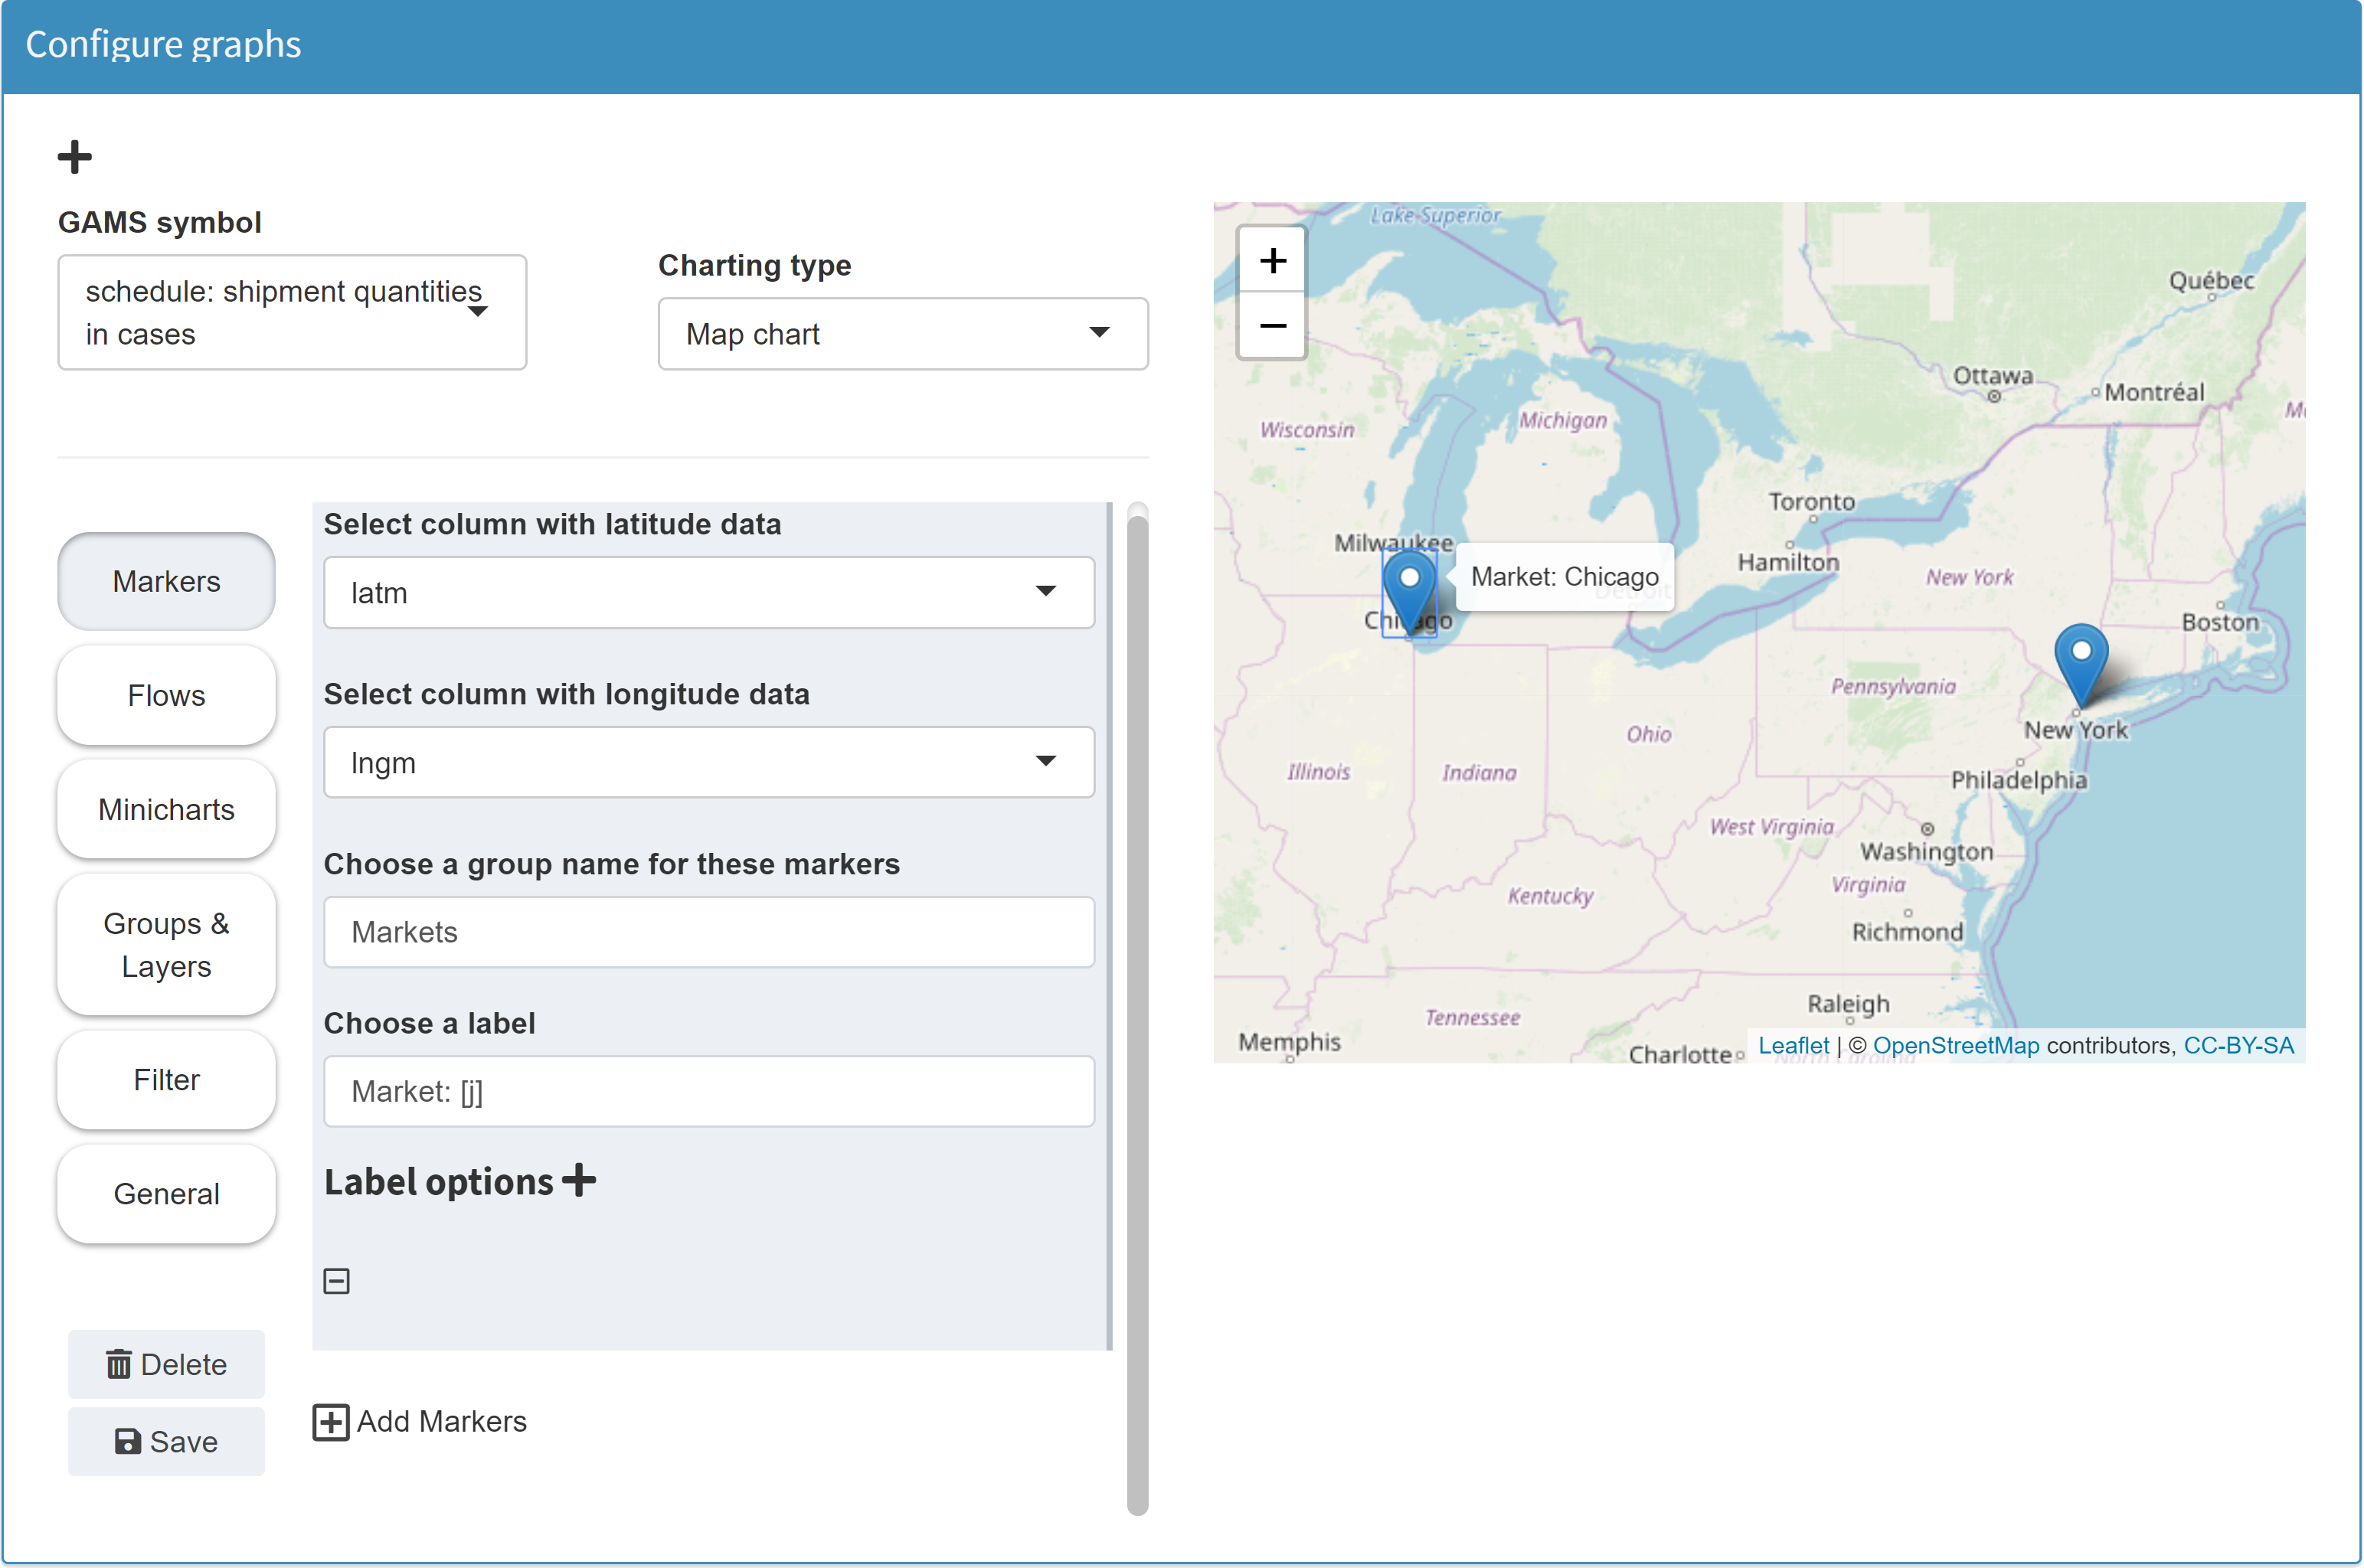 Configure graphs
GAMS symbol
schedule: shipment quantities
in cases
Charting type
Map chart
Markers
Flows
Minicharts
Groups &
Layers
Filter
General
Delete
Save
Select column with latitude data
latm
Select column with longitude data
lngm
Choose a group name for these markers
Markets
Choose a label
Market: [j]
Label options
Add Markers
+
−
Lake Superior
Québec
Ottawa
Montréal
Wisconsin
Michigan
Toronto
Milwaukee
Hamilton
New York
Market: Chicago
Detroit
Chicago
Boston
Pennsylvania
New York
Ohio
Illinois
Indiana
Philadelphia
West Virginia
Washington
Virginia
Kentucky
Richmond
Raleigh
Tennessee
Memphis
Charlotte
North Carolina
Leaflet | © OpenStreetMap contributors, CC-BY-SA